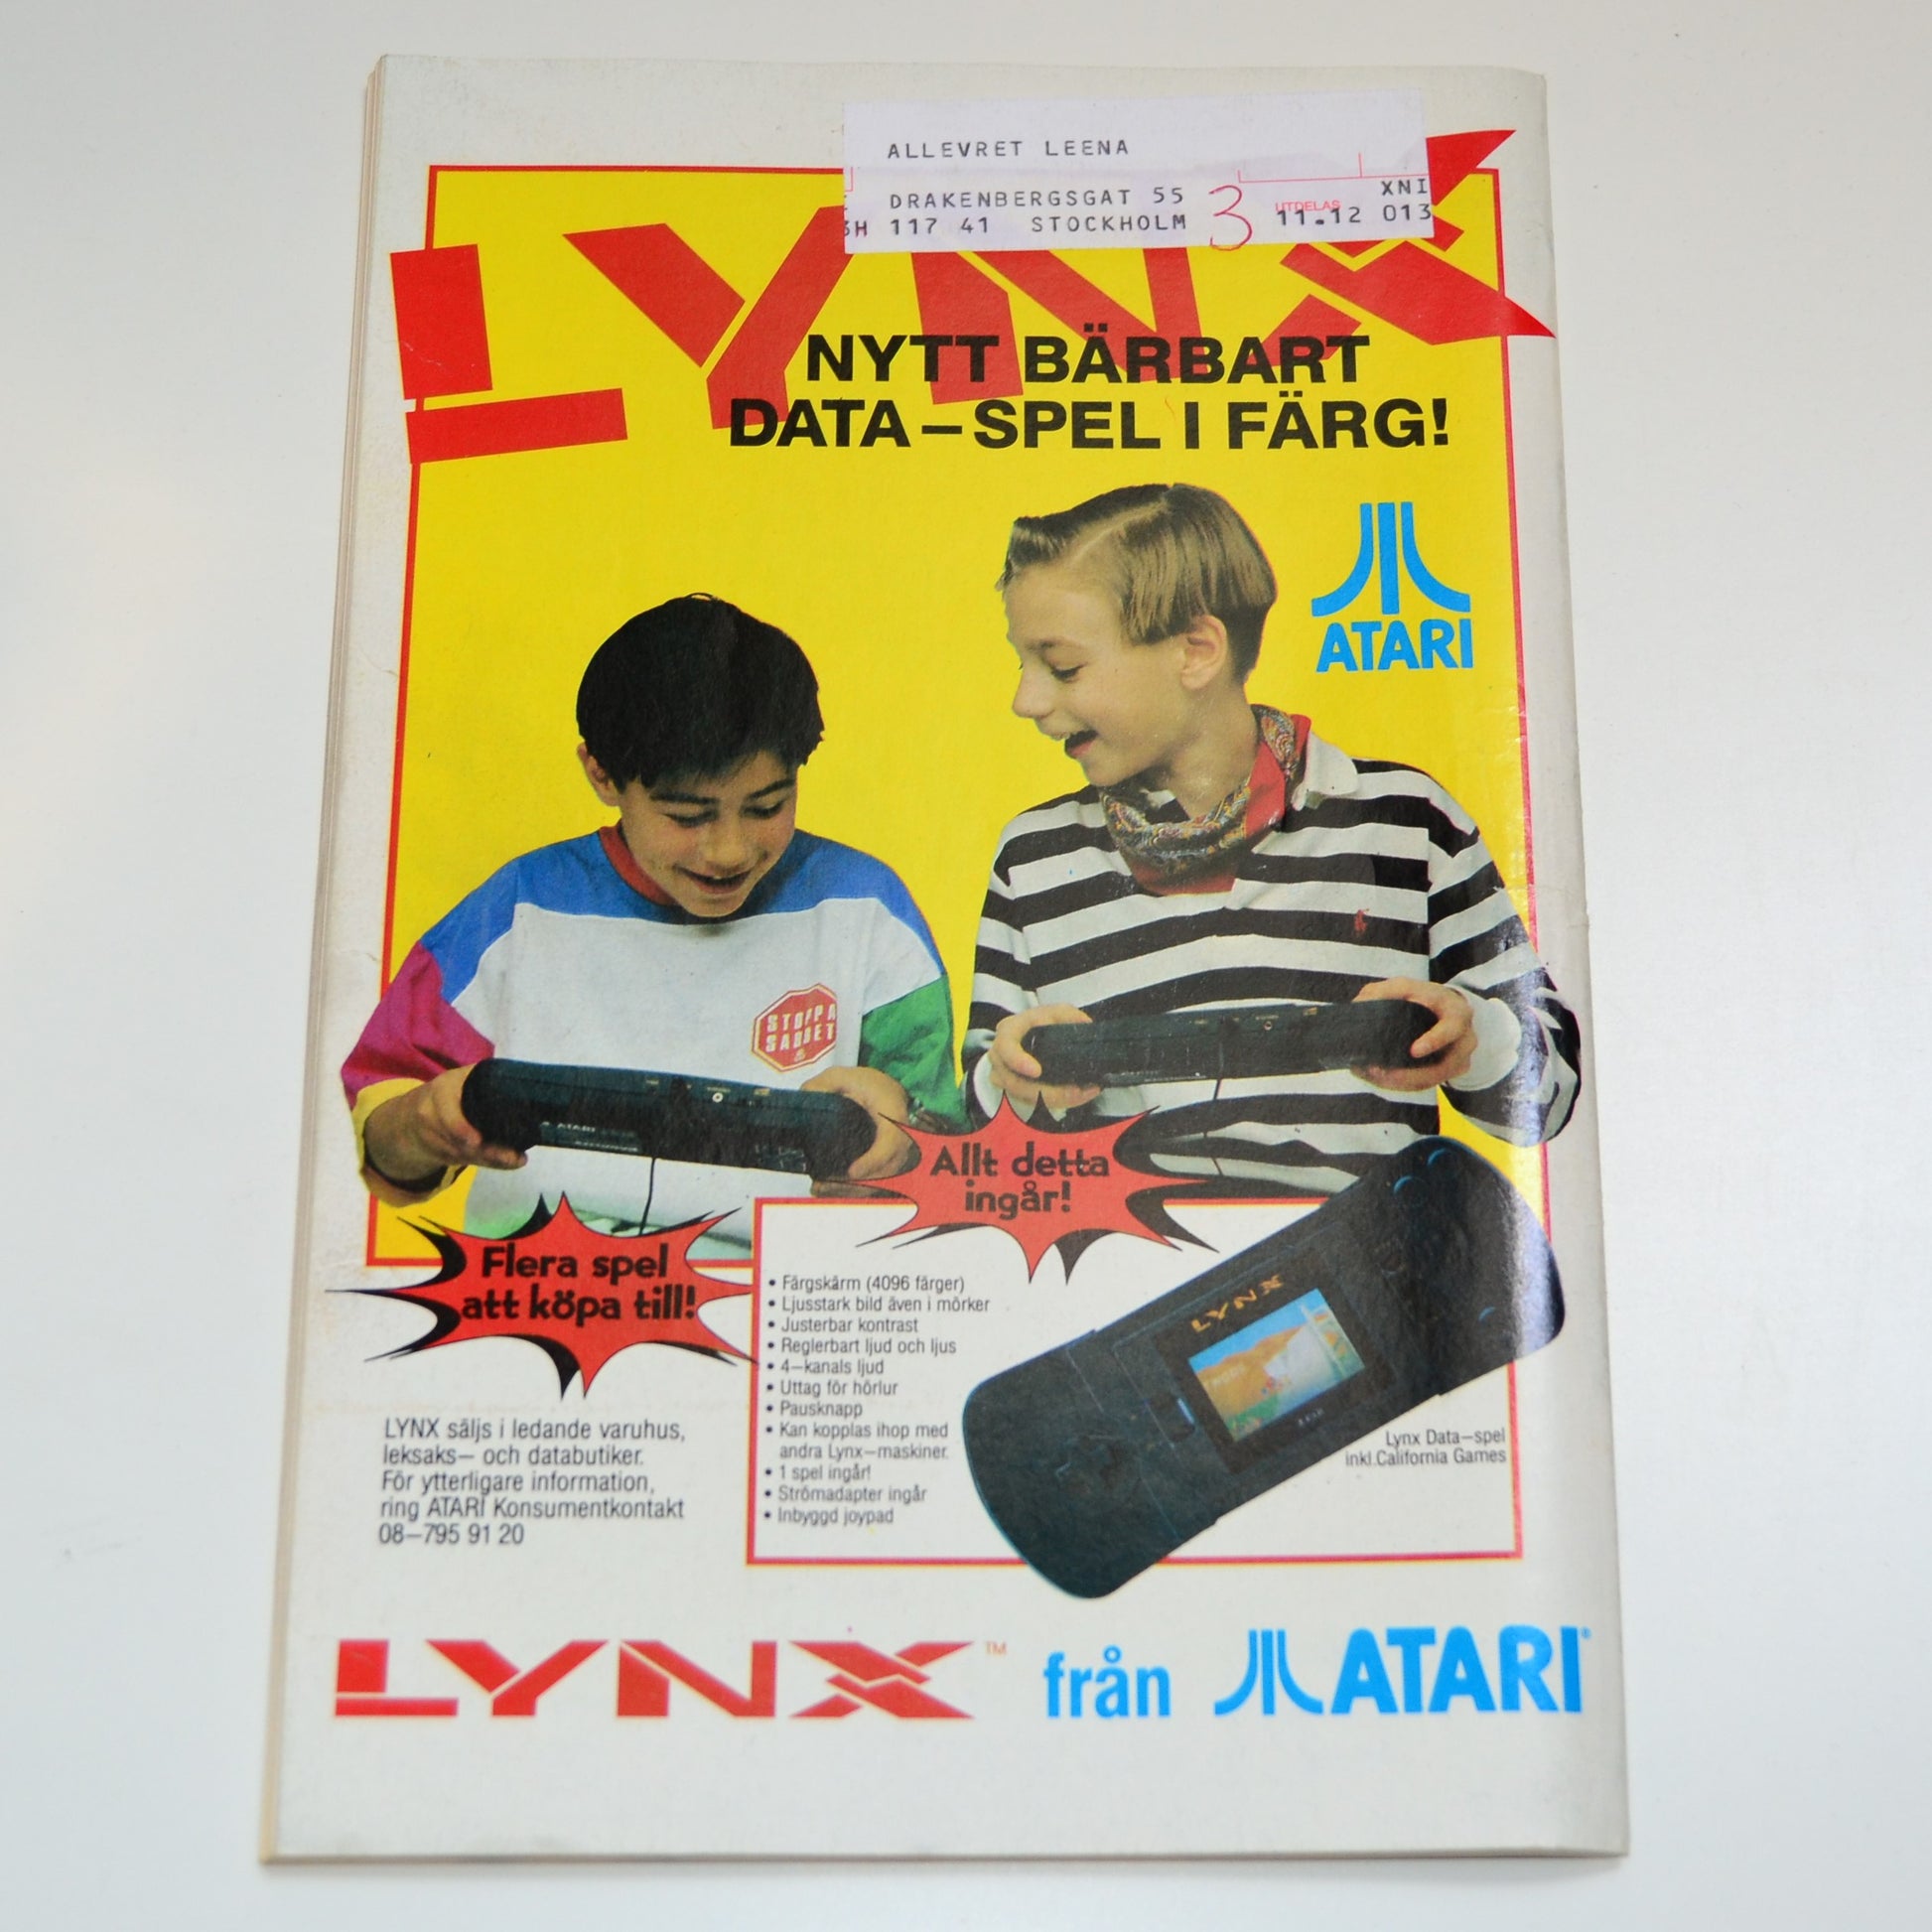 ALLEVRET LEENA
DRAKENBERGSGAT 55
117 41 STOCKHOLM
3
UTDELAS
11.12
XNI
013
LYNX
NYTT BÄRBART
DATA–SPEL I FÄRG!
ATARI
STOPPA
ATARI
Allt detta
ingår!
Flera spel
att köpa till!
• Färgskärm (4096 färger)
• Ljusstark bild även i mörker
• Justerbar kontrast
• Reglerbart ljud och ljus
• 4–kanals ljud
• Uttag för hörlur
• Pausknapp
• Kan kopplas ihop med
andra Lynx–maskiner.
• 1 spel ingår!
• Strömadapter ingår
• Inbyggd joypad
LYNX
Lynx Data–spel
inkl.California Games
LYNX säljs i ledande varuhus,
leksaks– och databutiker.
För ytterligare information,
ring ATARI Konsumentkontakt
08–795 91 20
LYNX™ från ATARI®